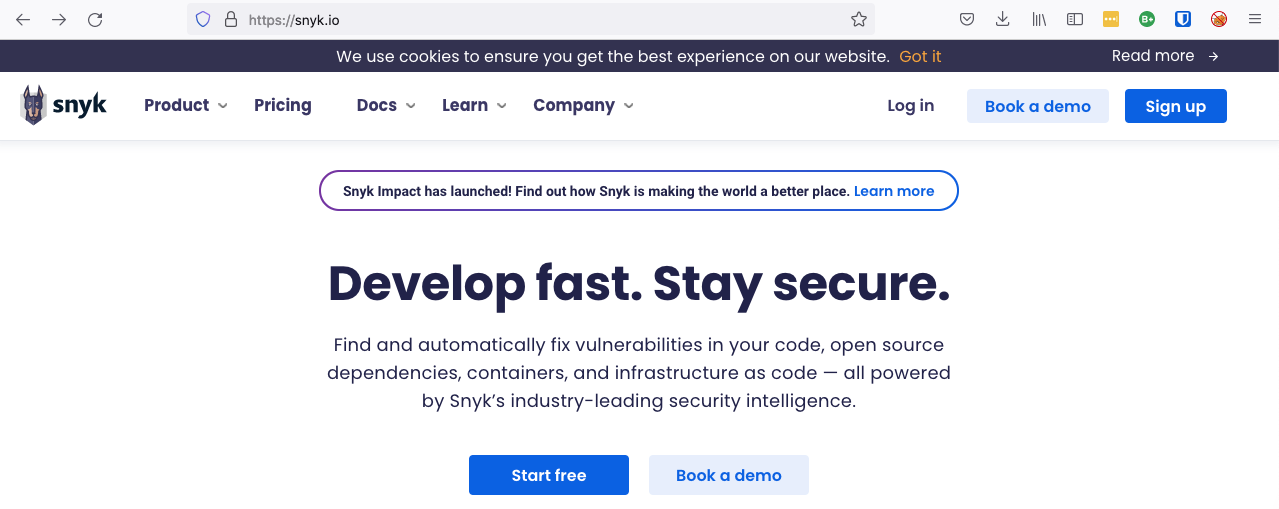 https://snyk.io
We use cookies to ensure you get the best experience on our website. Got it Read more →
snyk Product Pricing Docs Learn Company Log in Book a demo Sign up
Snyk Impact has launched! Find out how Snyk is making the world a better place. Learn more
Develop fast. Stay secure.
Find and automatically fix vulnerabilities in your code, open source
dependencies, containers, and infrastructure as code — all powered
by Snyk’s industry-leading security intelligence.
Start free Book a demo